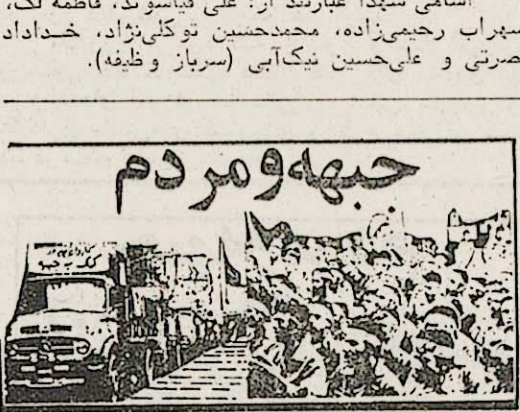 اسامی شهدا عبارتند از: علی قیاسوند، فاطمه لک،
سهراب رحیمی‌زاده، محمدحسین توکلی‌نژاد، خداداد
صرتی و علی‌حسین نیک‌آبی (سرباز وظیفه).
جبهه و مردم